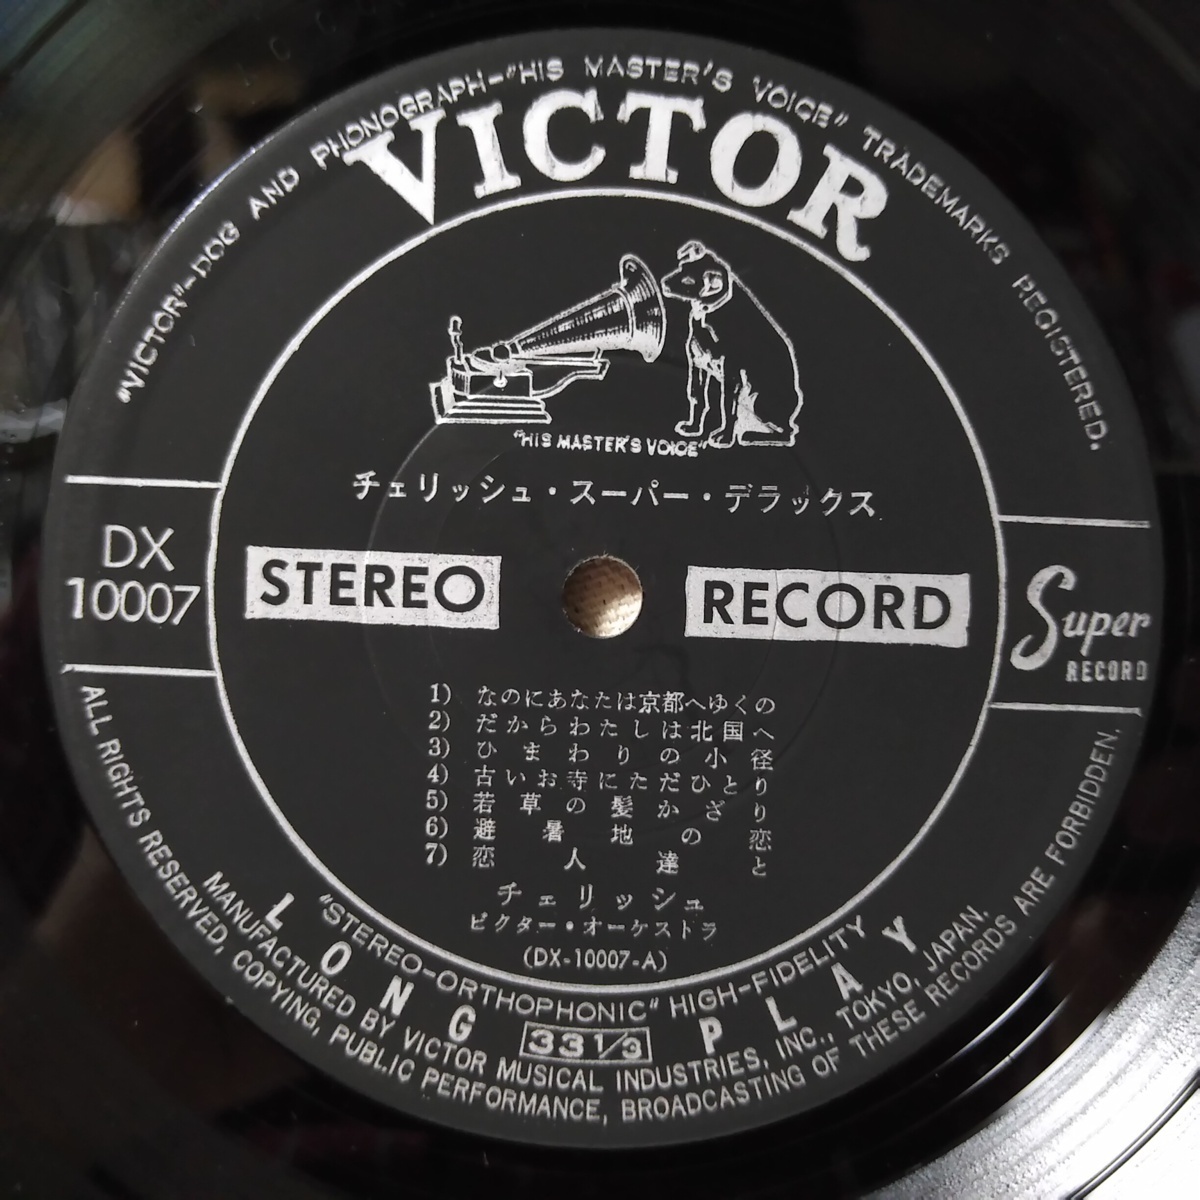 "VICTOR"-DOG AND PHONOGRAPH-"HIS MASTER'S VOICE" TRADEMARKS REGISTERED.
VICTOR
"HIS MASTER'S VOICE"
チェリッシュ・スーパー・デラックス
DX
10007
STEREO
RECORD
Super
RECORD
1) なのにあなたは京都へゆくの
2) だからわたしは北国へ
3) ひまわりの小径
4) 古いお寺にただひとり
5) 若草の髪かざり
6) 避暑地の恋
7) 恋人達と
チェリッシュ
ビクター・オーケストラ
(DX-10007-A)
"STEREO-ORTHOPHONIC" HIGH-FIDELITY
LONG 33 1/3 PLAY
MANUFACTURED BY VICTOR MUSICAL INDUSTRIES, INC., TOKYO, JAPAN.
ALL RIGHTS RESERVED, COPYING, PUBLIC PERFORMANCE, BROADCASTING OF THESE RECORDS ARE FORBIDDEN.